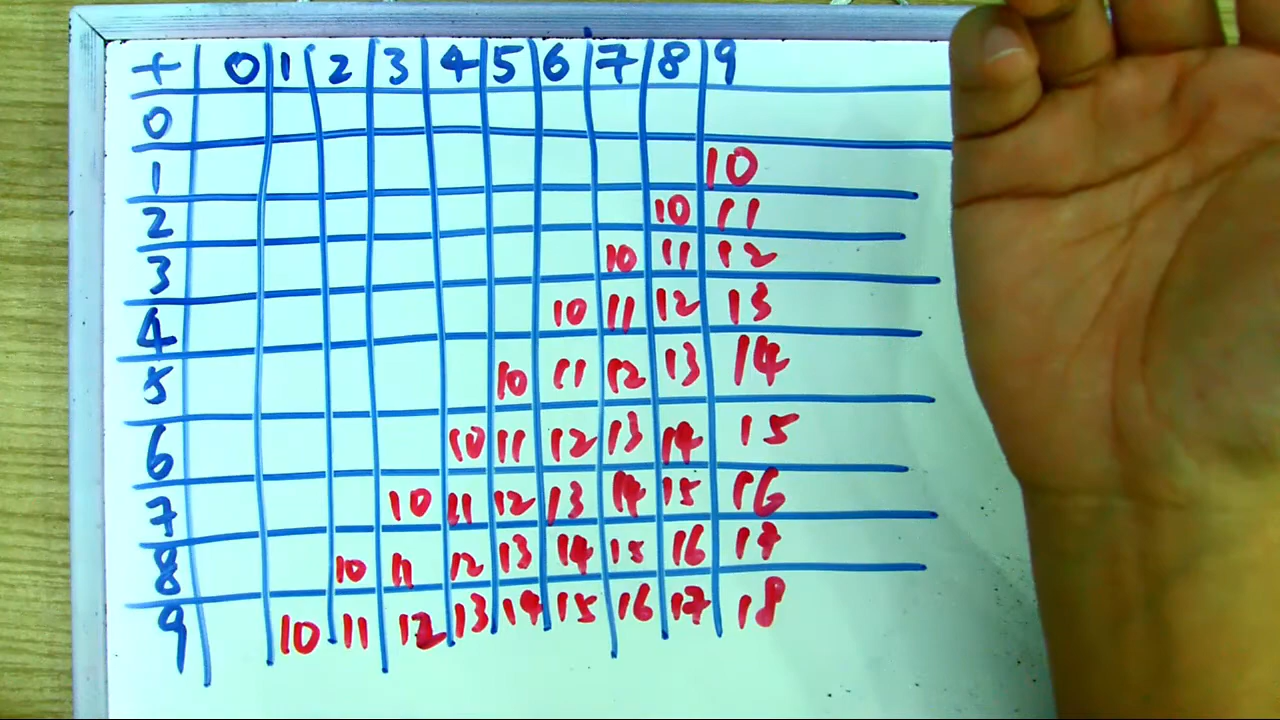 + 0 1 2 3 4 5 6 7 8 9
0
1 10
2 10 11
3 10 11 12
4 10 11 12 13
5 10 11 12 13 14
6 10 11 12 13 14 15
7 10 11 12 13 14 15 16
8 10 11 12 13 14 15 16 17
9 10 11 12 13 14 15 16 17 18